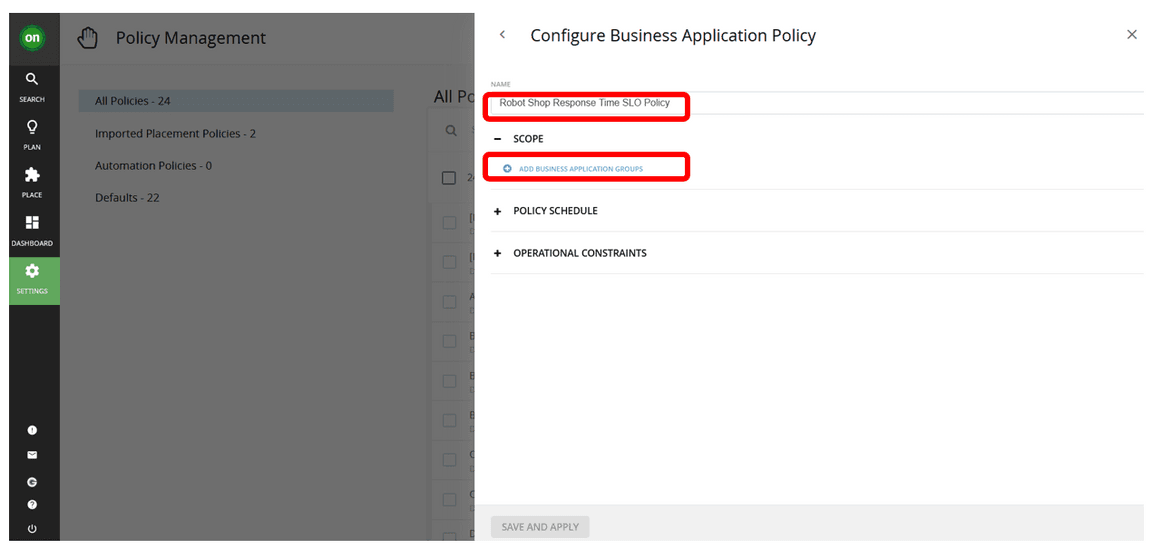 on
Policy Management
SEARCH
PLAN
PLACE
DASHBOARD
SETTINGS
All Policies - 24
Imported Placement Policies - 2
Automation Policies - 0
Defaults - 22
All Po
Configure Business Application Policy
NAME
Robot Shop Response Time SLO Policy
SCOPE
ADD BUSINESS APPLICATION GROUPS
POLICY SCHEDULE
OPERATIONAL CONSTRAINTS
SAVE AND APPLY